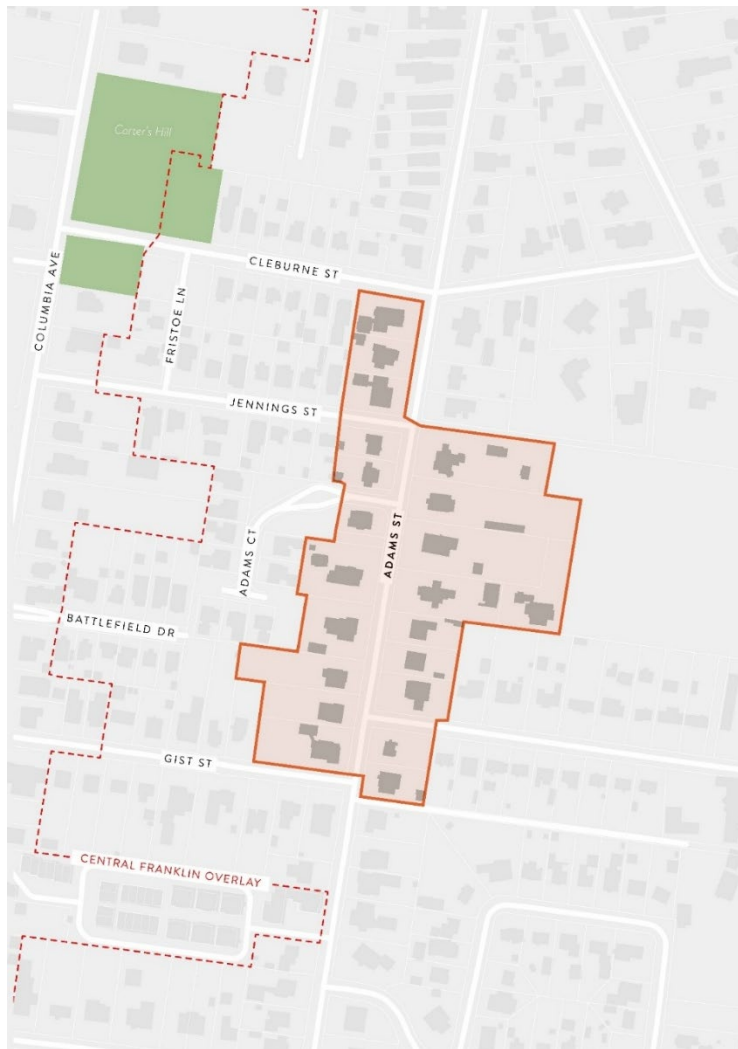 Carter's Hill
CLEBURNE ST
COLUMBIA AVE
FRISTOE LN
JENNINGS ST
ADAMS ST
ADAMS CT
BATTLEFIELD DR
GIST ST
CENTRAL FRANKLIN OVERLAY